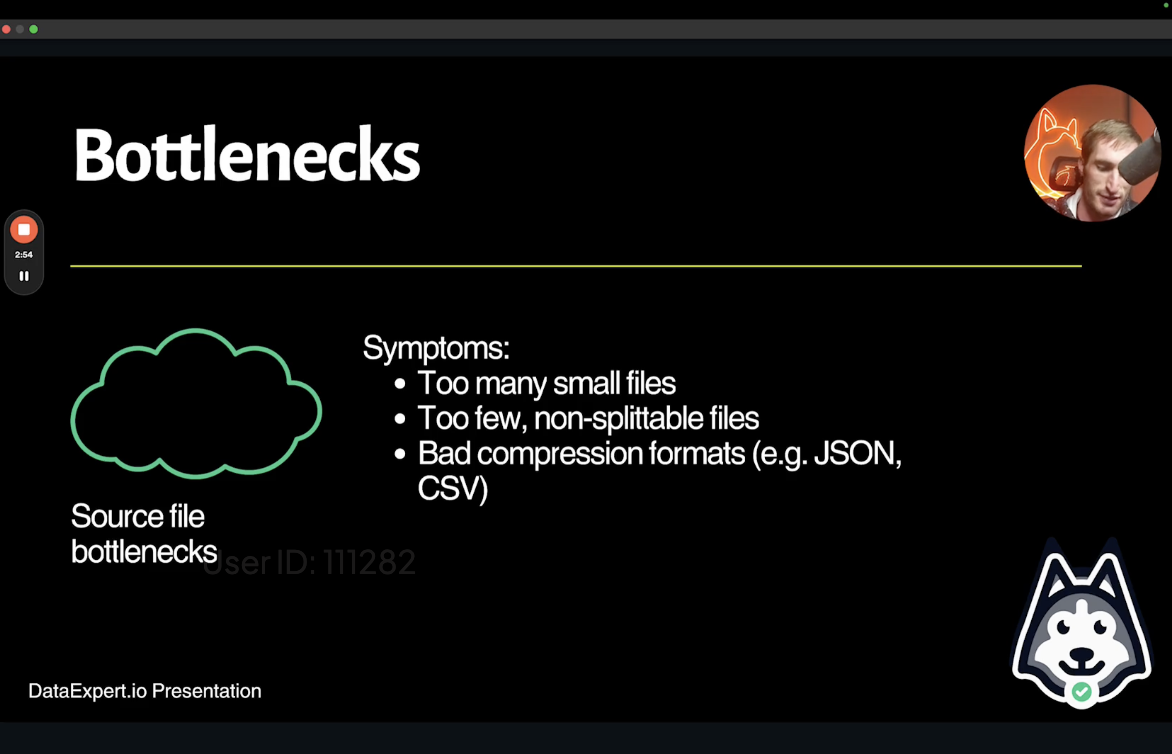 Bottlenecks
2:54
Symptoms:
• Too many small files
• Too few, non-splittable files
• Bad compression formats (e.g. JSON,
CSV)
Source file
bottlenecks
User ID: 111282
DataExpert.io Presentation